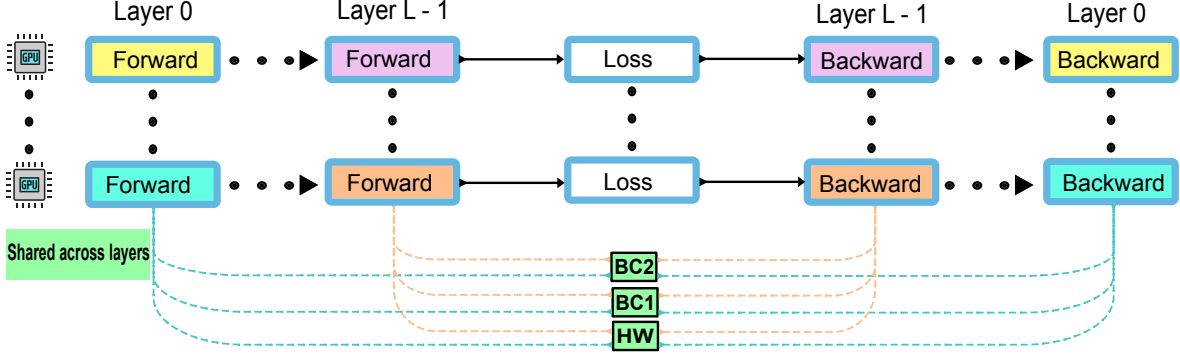 Layer 0
Layer L - 1
Layer L - 1
Layer 0
GPU
Forward
Forward
Loss
Backward
Backward
GPU
Forward
Forward
Loss
Backward
Backward
Shared across layers
BC2
BC1
HW